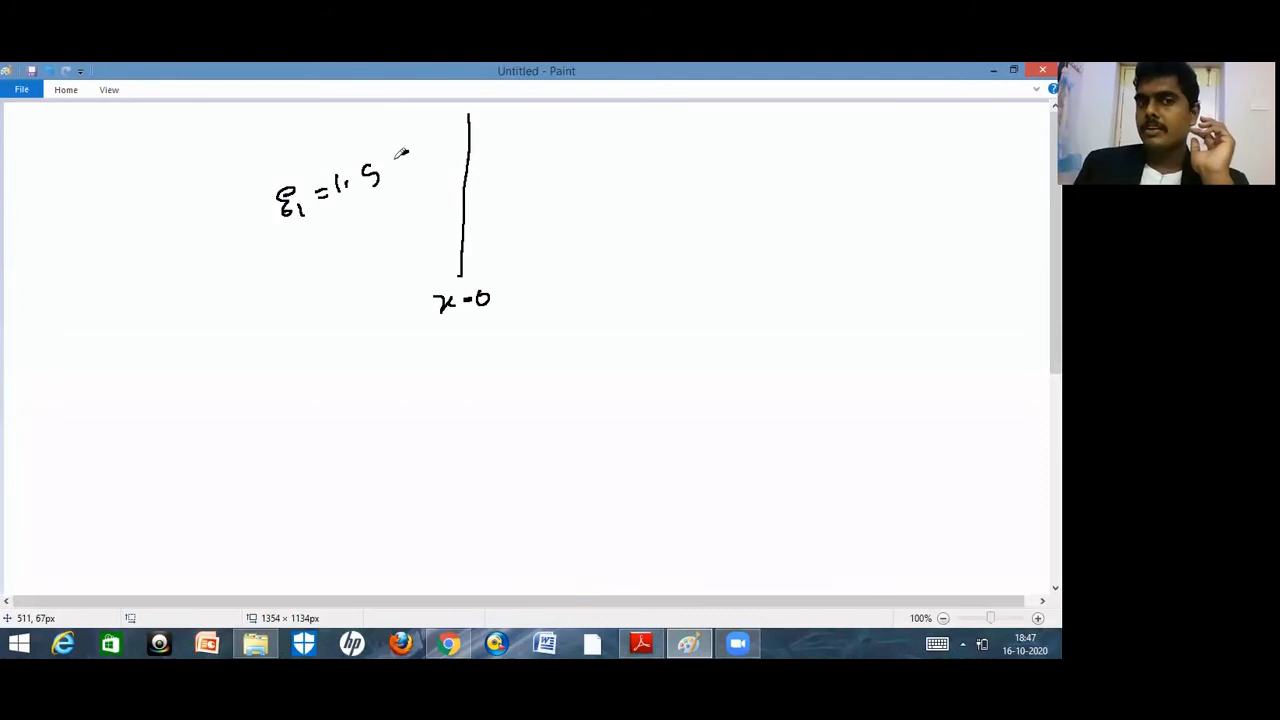 Untitled - Paint
File Home View
ε₁ = 1.5
x = 0
511, 67px 1354 × 1134px 100%
18:47
16-10-2020